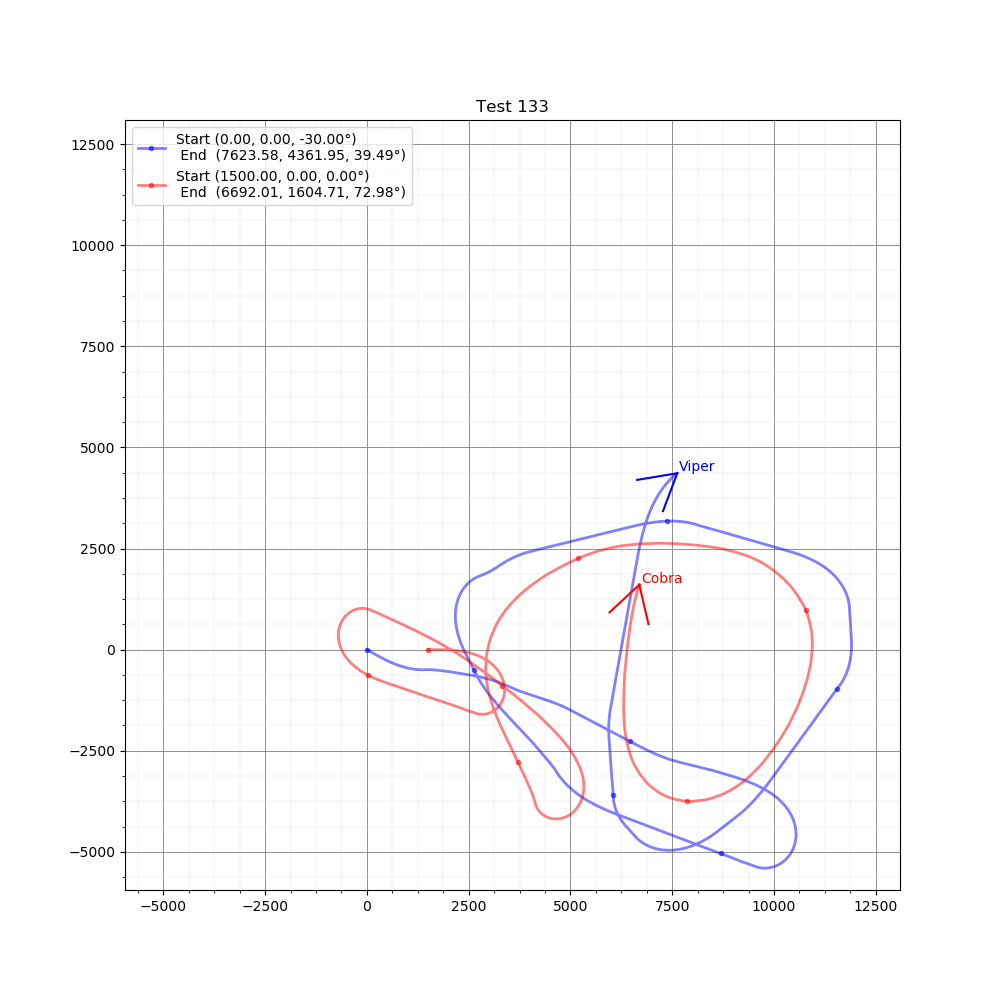 Test 133
Start (0.00, 0.00, -30.00°)
End (7623.58, 4361.95, 39.49°)
Start (1500.00, 0.00, 0.00°)
End (6692.01, 1604.71, 72.98°)
12500
10000
7500
5000
2500
0
−2500
−5000
Viper
Cobra
−5000 −2500 0 2500 5000 7500 10000 12500